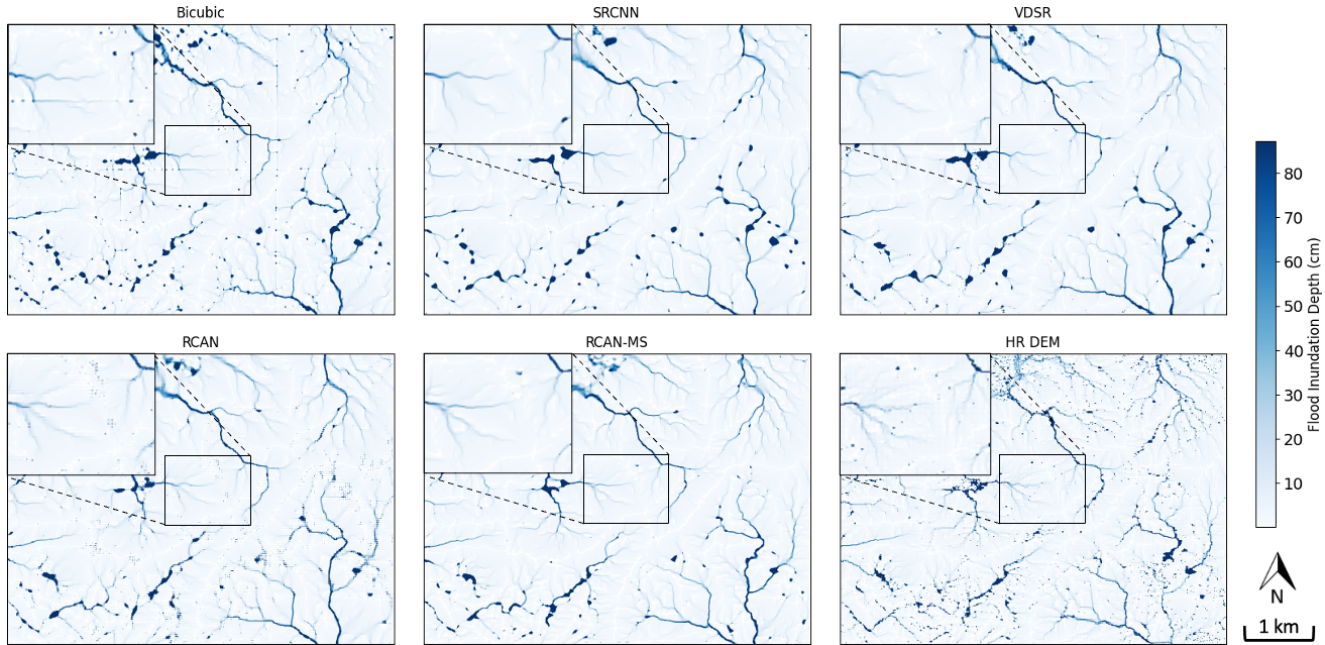 Bicubic
SRCNN
VDSR
RCAN
RCAN-MS
HR DEM
80
70
60
50
40
30
20
10
Flood Inundation Depth (cm)
N
1 km